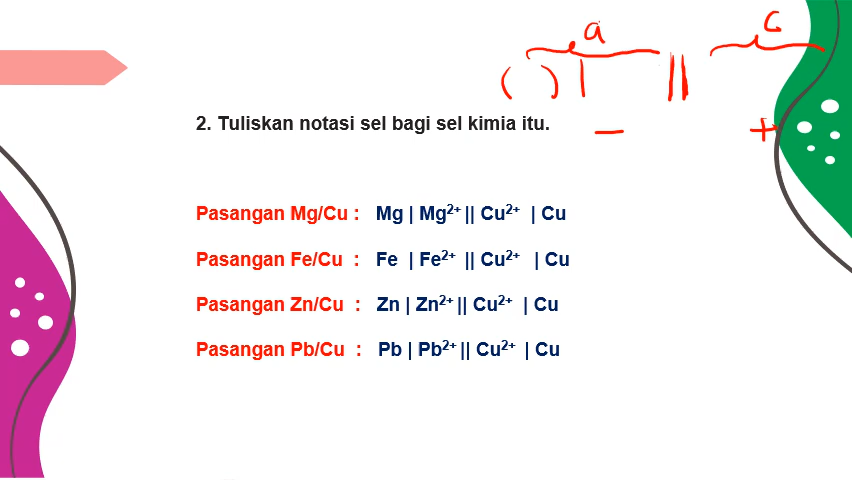 a c
( ) | ||
2. Tuliskan notasi sel bagi sel kimia itu.
− +
Pasangan Mg/Cu : Mg | Mg²⁺ || Cu²⁺ | Cu
Pasangan Fe/Cu : Fe | Fe²⁺ || Cu²⁺ | Cu
Pasangan Zn/Cu : Zn | Zn²⁺ || Cu²⁺ | Cu
Pasangan Pb/Cu : Pb | Pb²⁺ || Cu²⁺ | Cu